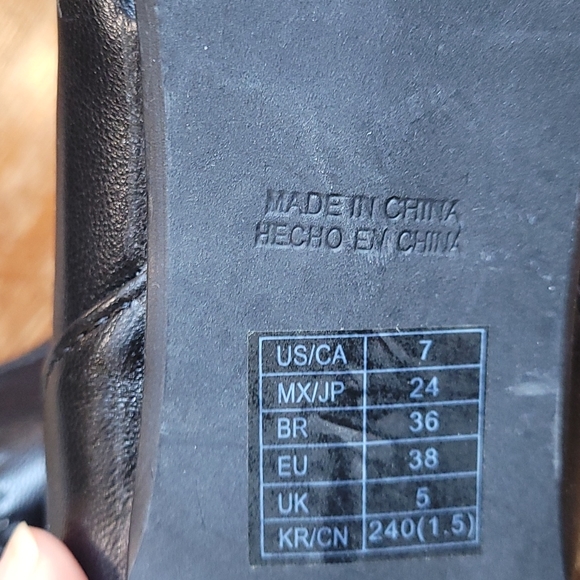 MADE IN CHINA
HECHO EN CHINA
US/CA 7
MX/JP 24
BR 36
EU 38
UK 5
KR/CN 240(1.5)